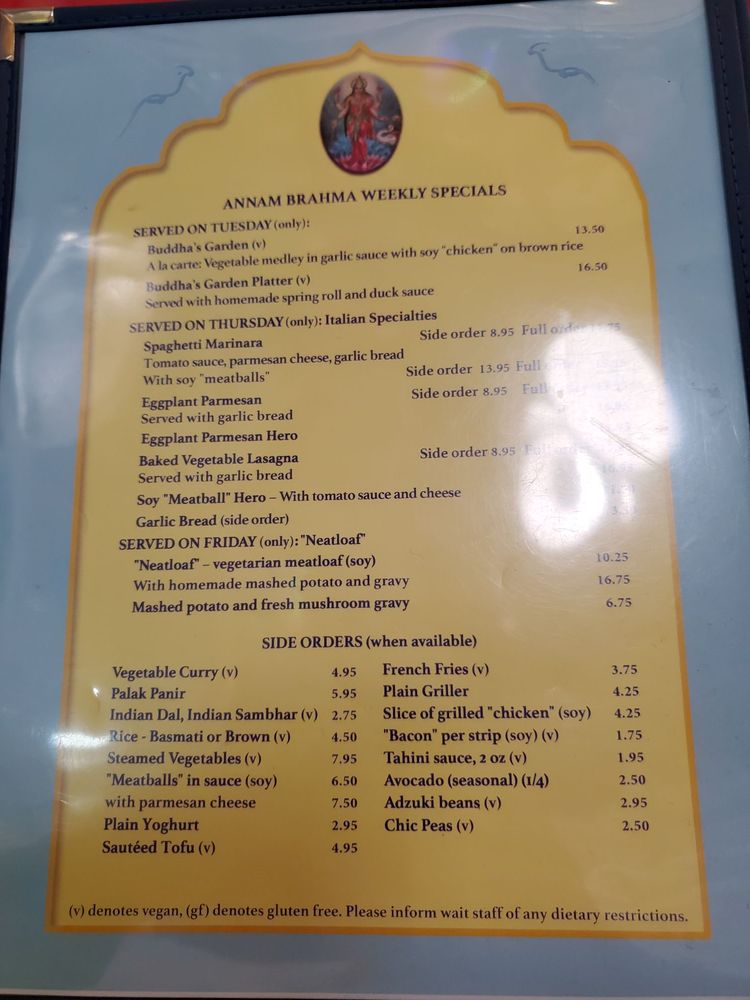 ANNAM BRAHMA WEEKLY SPECIALS
SERVED ON TUESDAY (only):
Buddha's Garden (v) 13.50
A la carte: Vegetable medley in garlic sauce with soy "chicken" on brown rice
Buddha's Garden Platter (v) 16.50
Served with homemade spring roll and duck sauce
SERVED ON THURSDAY (only): Italian Specialties
Spaghetti Marinara Side order 8.95 Full order
Tomato sauce, parmesan cheese, garlic bread
With soy "meatballs" Side order 13.95 Full
Eggplant Parmesan Side order 8.95 Full
Served with garlic bread
Eggplant Parmesan Hero
Baked Vegetable Lasagna Side order 8.95 Full order
Served with garlic bread
Soy "Meatball" Hero – With tomato sauce and cheese
Garlic Bread (side order)
SERVED ON FRIDAY (only): "Neatloaf"
"Neatloaf" – vegetarian meatloaf (soy) 10.25
With homemade mashed potato and gravy 16.75
Mashed potato and fresh mushroom gravy 6.75
SIDE ORDERS (when available)
Vegetable Curry (v) 4.95
Palak Panir 5.95
Indian Dal, Indian Sambhar (v) 2.75
Rice - Basmati or Brown (v) 4.50
Steamed Vegetables (v) 7.95
"Meatballs" in sauce (soy) 6.50
with parmesan cheese 7.50
Plain Yoghurt 2.95
Sautéed Tofu (v) 4.95
French Fries (v) 3.75
Plain Griller 4.25
Slice of grilled "chicken" (soy) 4.25
"Bacon" per strip (soy) (v) 1.75
Tahini sauce, 2 oz (v) 1.95
Avocado (seasonal) (1/4) 2.50
Adzuki beans (v) 2.95
Chic Peas (v) 2.50
(v) denotes vegan, (gf) denotes gluten free. Please inform wait staff of any dietary restrictions.